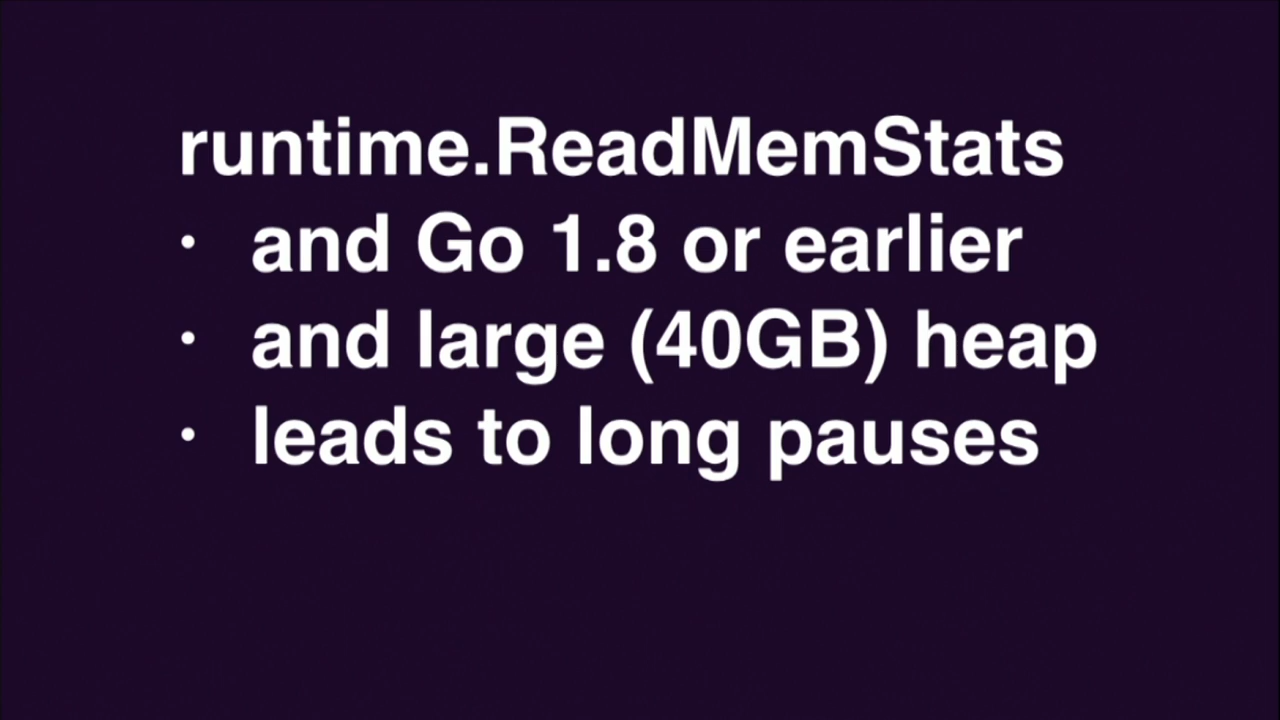 runtime.ReadMemStats
· and Go 1.8 or earlier
· and large (40GB) heap
· leads to long pauses